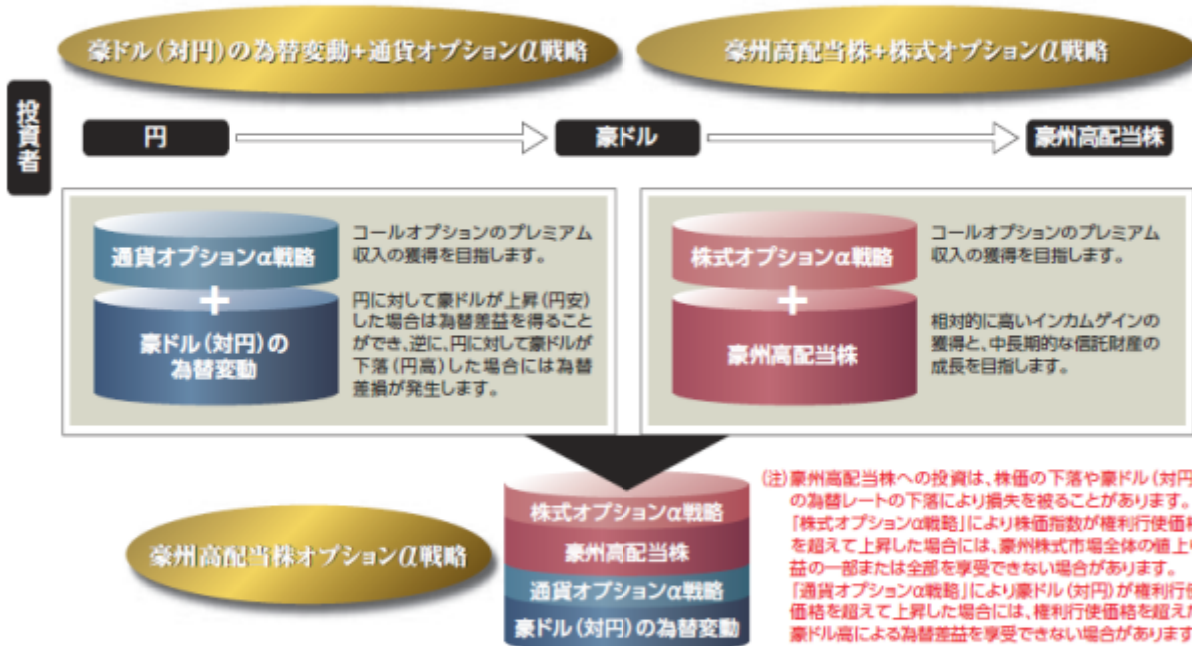 豪ドル（対円）の為替変動+通貨オプションα戦略
豪州高配当株+株式オプションα戦略
投資者
円
豪ドル
豪州高配当株
通貨オプションα戦略
+
豪ドル（対円）の
為替変動
コールオプションのプレミアム
収入の獲得を目指します。
円に対して豪ドルが上昇（円安）
した場合は為替差益を得ること
ができ、逆に、円に対して豪ドルが
下落（円高）した場合には為替
差損が発生します。
株式オプションα戦略
+
豪州高配当株
コールオプションのプレミアム
収入の獲得を目指します。
相対的に高いインカムゲインの
獲得と、中長期的な信託財産の
成長を目指します。
豪州高配当株オプションα戦略
株式オプションα戦略
豪州高配当株
通貨オプションα戦略
豪ドル（対円）の為替変動
（注）豪州高配当株への投資は、株価の下落や豪ドル（対円
の為替レートの下落により損失を被ることがあります。
「株式オプションα戦略」により株価指数が権利行使価
を超えて上昇した場合には、豪州株式市場全体の値上
益の一部または全部を享受できない場合があります。
「通貨オプションα戦略」により豪ドル（対円）が権利行
価格を超えて上昇した場合には、権利行使価格を超え
豪ドル高による為替差益を享受できない場合があります